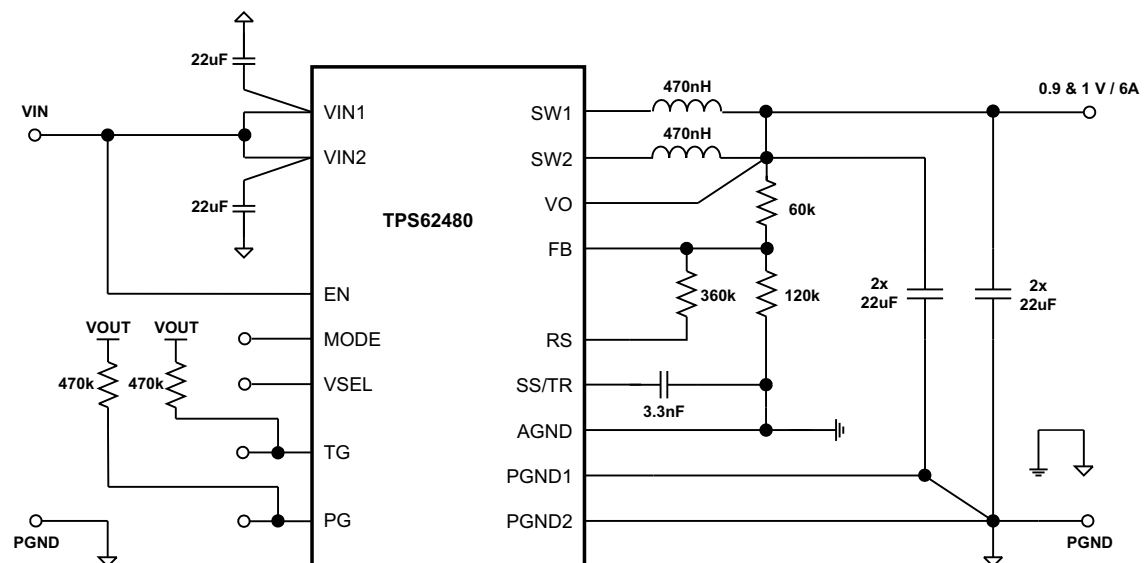 22uF
VIN
VIN1
VIN2
22uF
TPS62480
SW1
470nH
0.9 & 1 V / 6A
SW2
470nH
VO
60k
FB
EN
360k
120k
2x
22uF
2x
22uF
VOUT
VOUT
MODE
RS
470k
470k
VSEL
SS/TR
3.3nF
TG
AGND
PGND1
PG
PGND2
PGND
PGND